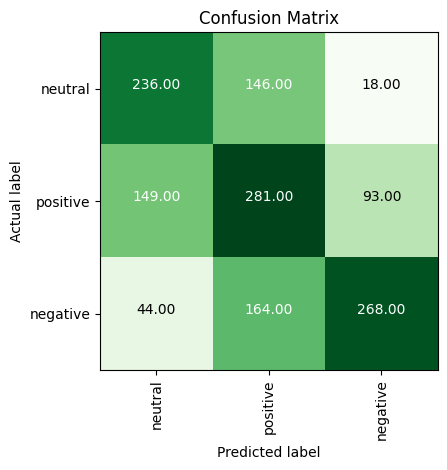 Confusion Matrix
Actual label
neutral 236.00 146.00 18.00
positive 149.00 281.00 93.00
negative 44.00 164.00 268.00
neutral positive negative
Predicted label